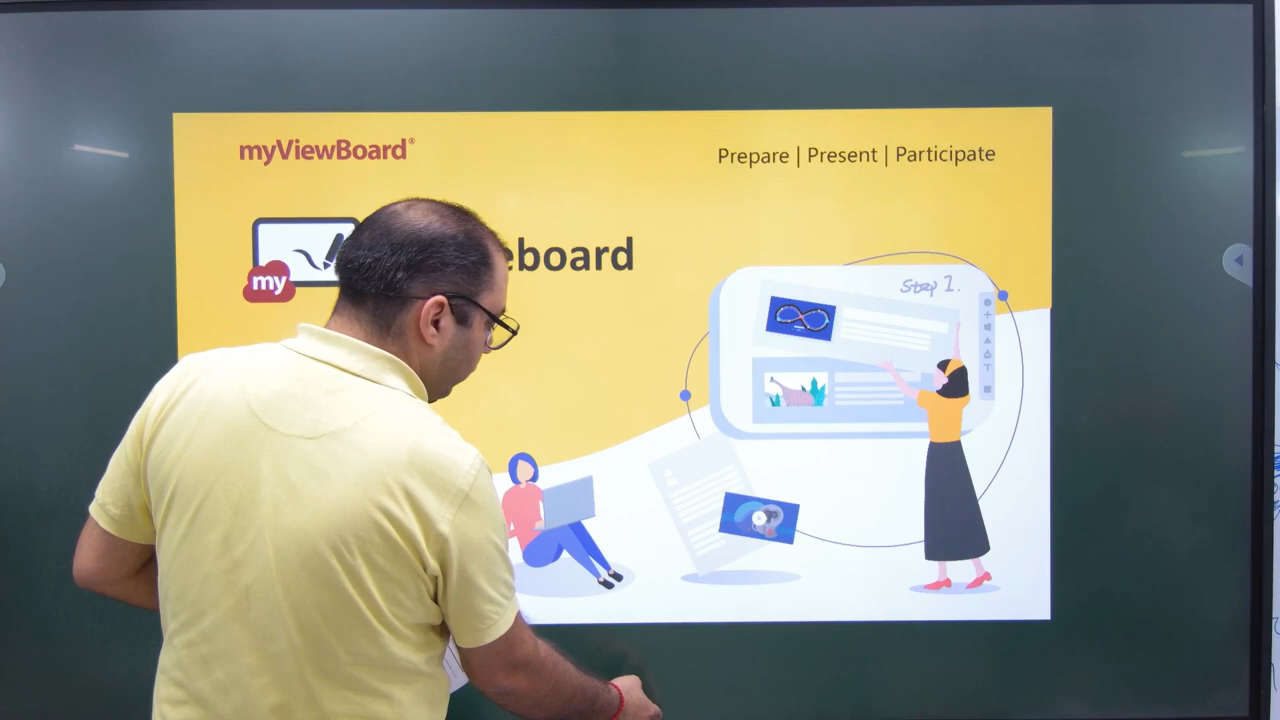 myViewBoard®
Prepare | Present | Participate
my
eboard
Step 1.